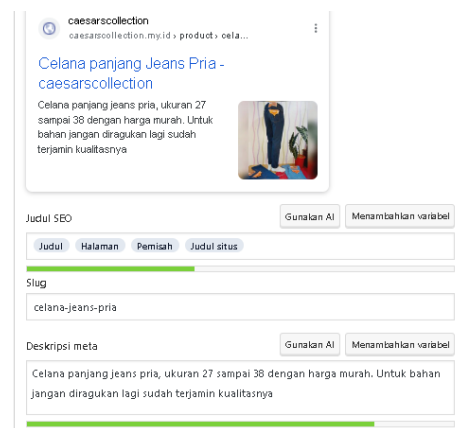 caesarscollection
caesarscollection.my.id › product › cela...
Celana panjang Jeans Pria -
caesarscollection
Celana panjang jeans pria, ukuran 27
sampai 38 dengan harga murah. Untuk
bahan jangan diragukan lagi sudah
terjamin kualitasnya
Judul SEO
Gunakan AI
Menambahkan variabel
Judul Halaman Pemisah Judul situs
Slug
celana-jeans-pria
Deskripsi meta
Gunakan AI
Menambahkan variabel
Celana panjang jeans pria, ukuran 27 sampai 38 dengan harga murah. Untuk bahan
jangan diragukan lagi sudah terjamin kualitasnya